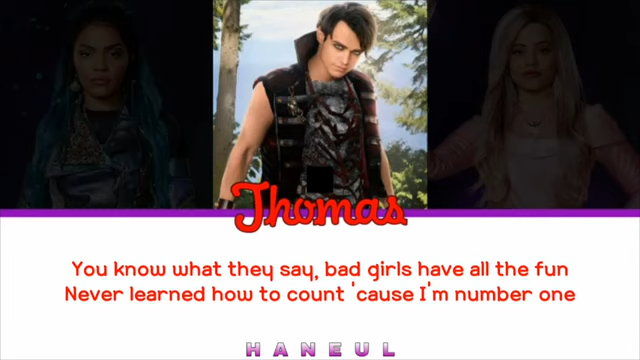 Thomas
You know what they say, bad girls have all the fun
Never learned how to count 'cause I'm number one
HANEUL